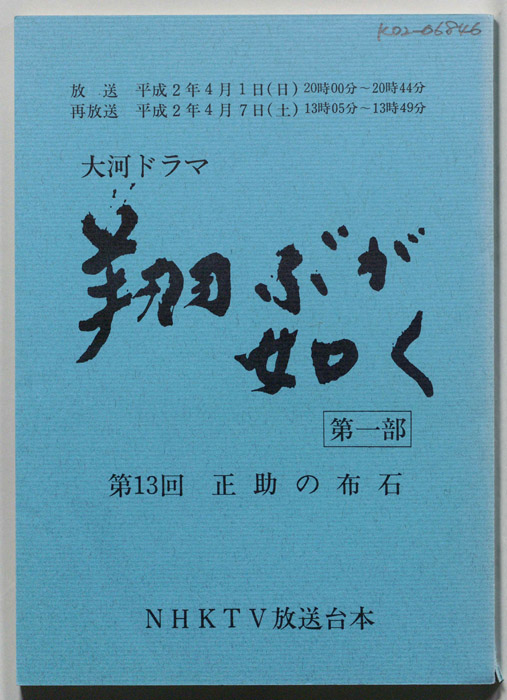 K02-06846
放 送 平成2年4月1日(日) 20時00分～20時44分
再放送 平成2年4月7日(土) 13時05分～13時49分
大河ドラマ
翔ぶが
如く
第一部
第13回 正助の布石
NHKTV放送台本